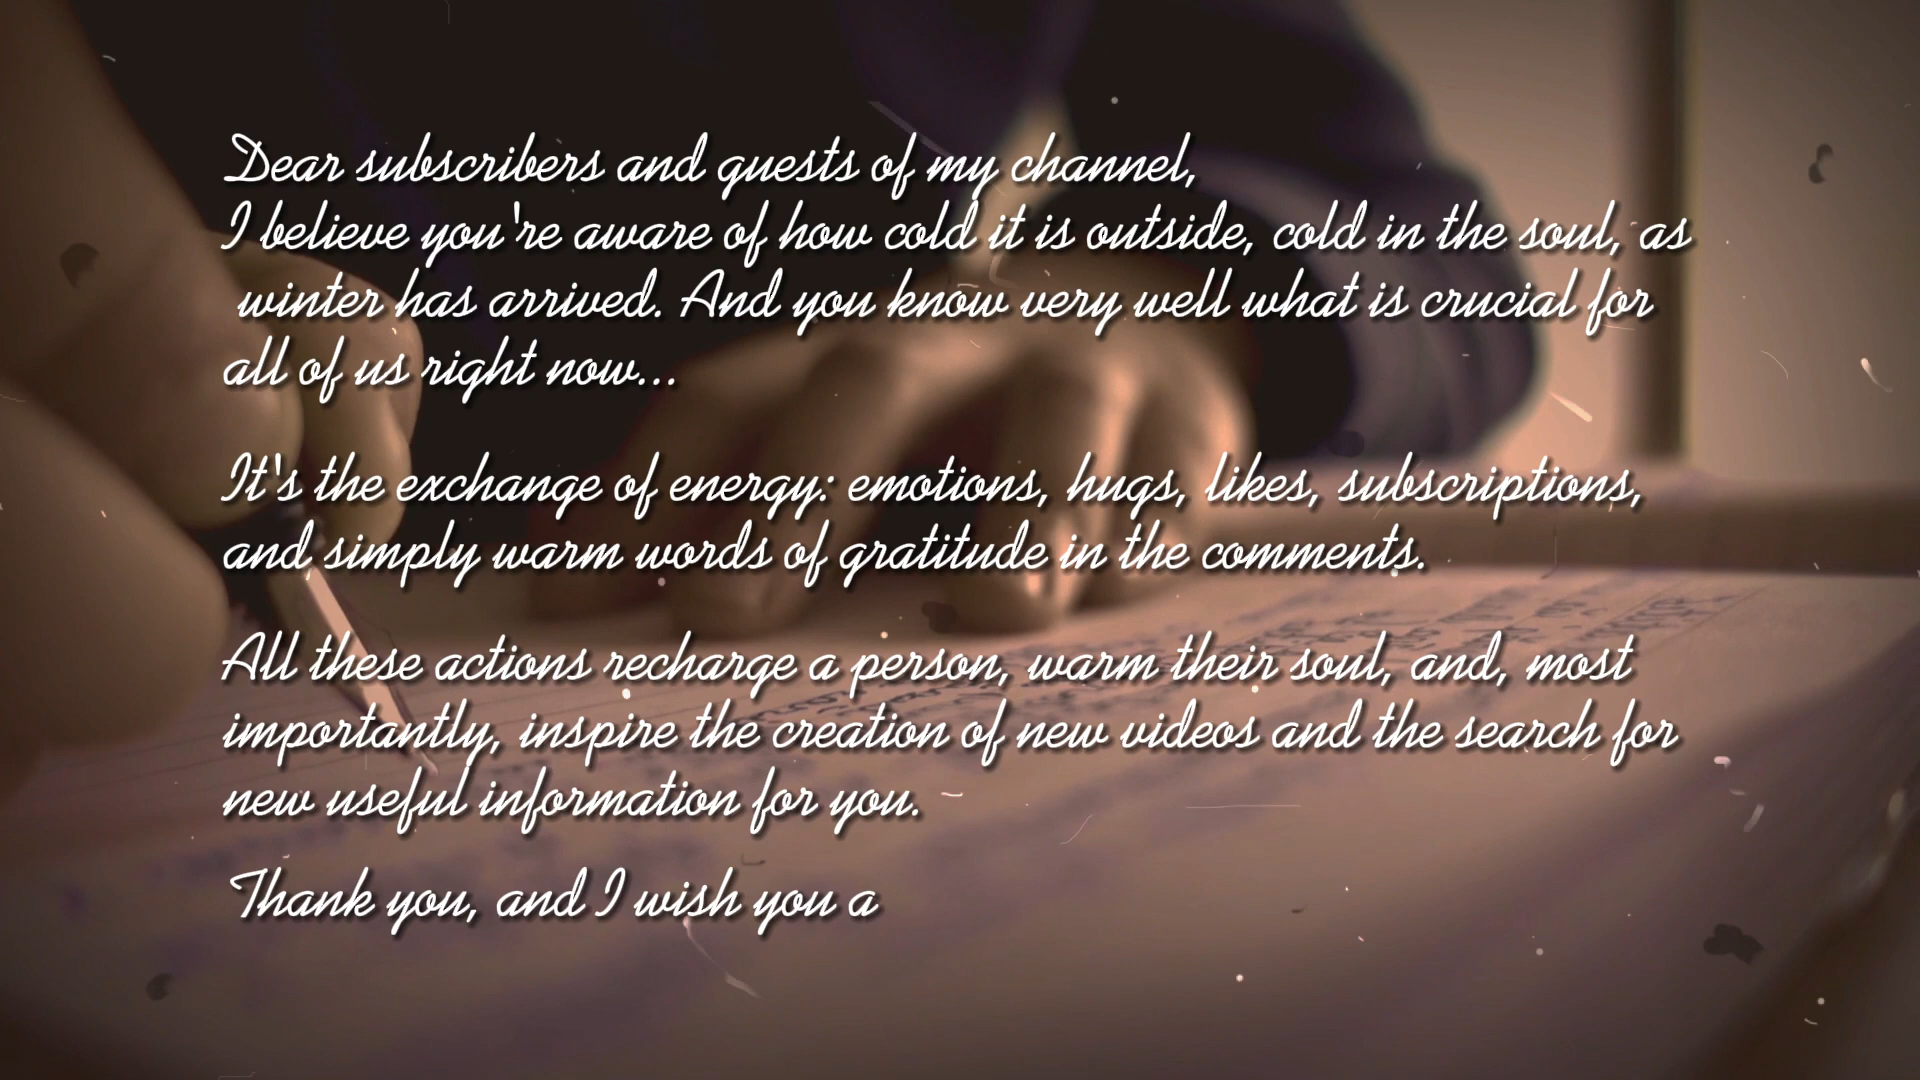 Dear subscribers and guests of my channel,
I believe you're aware of how cold it is outside, cold in the soul, as
winter has arrived. And you know very well what is crucial for
all of us right now...
It's the exchange of energy: emotions, hugs, likes, subscriptions,
and simply warm words of gratitude in the comments.
All these actions recharge a person, warm their soul, and, most
importantly, inspire the creation of new videos and the search for
new useful information for you.
Thank you, and I wish you a